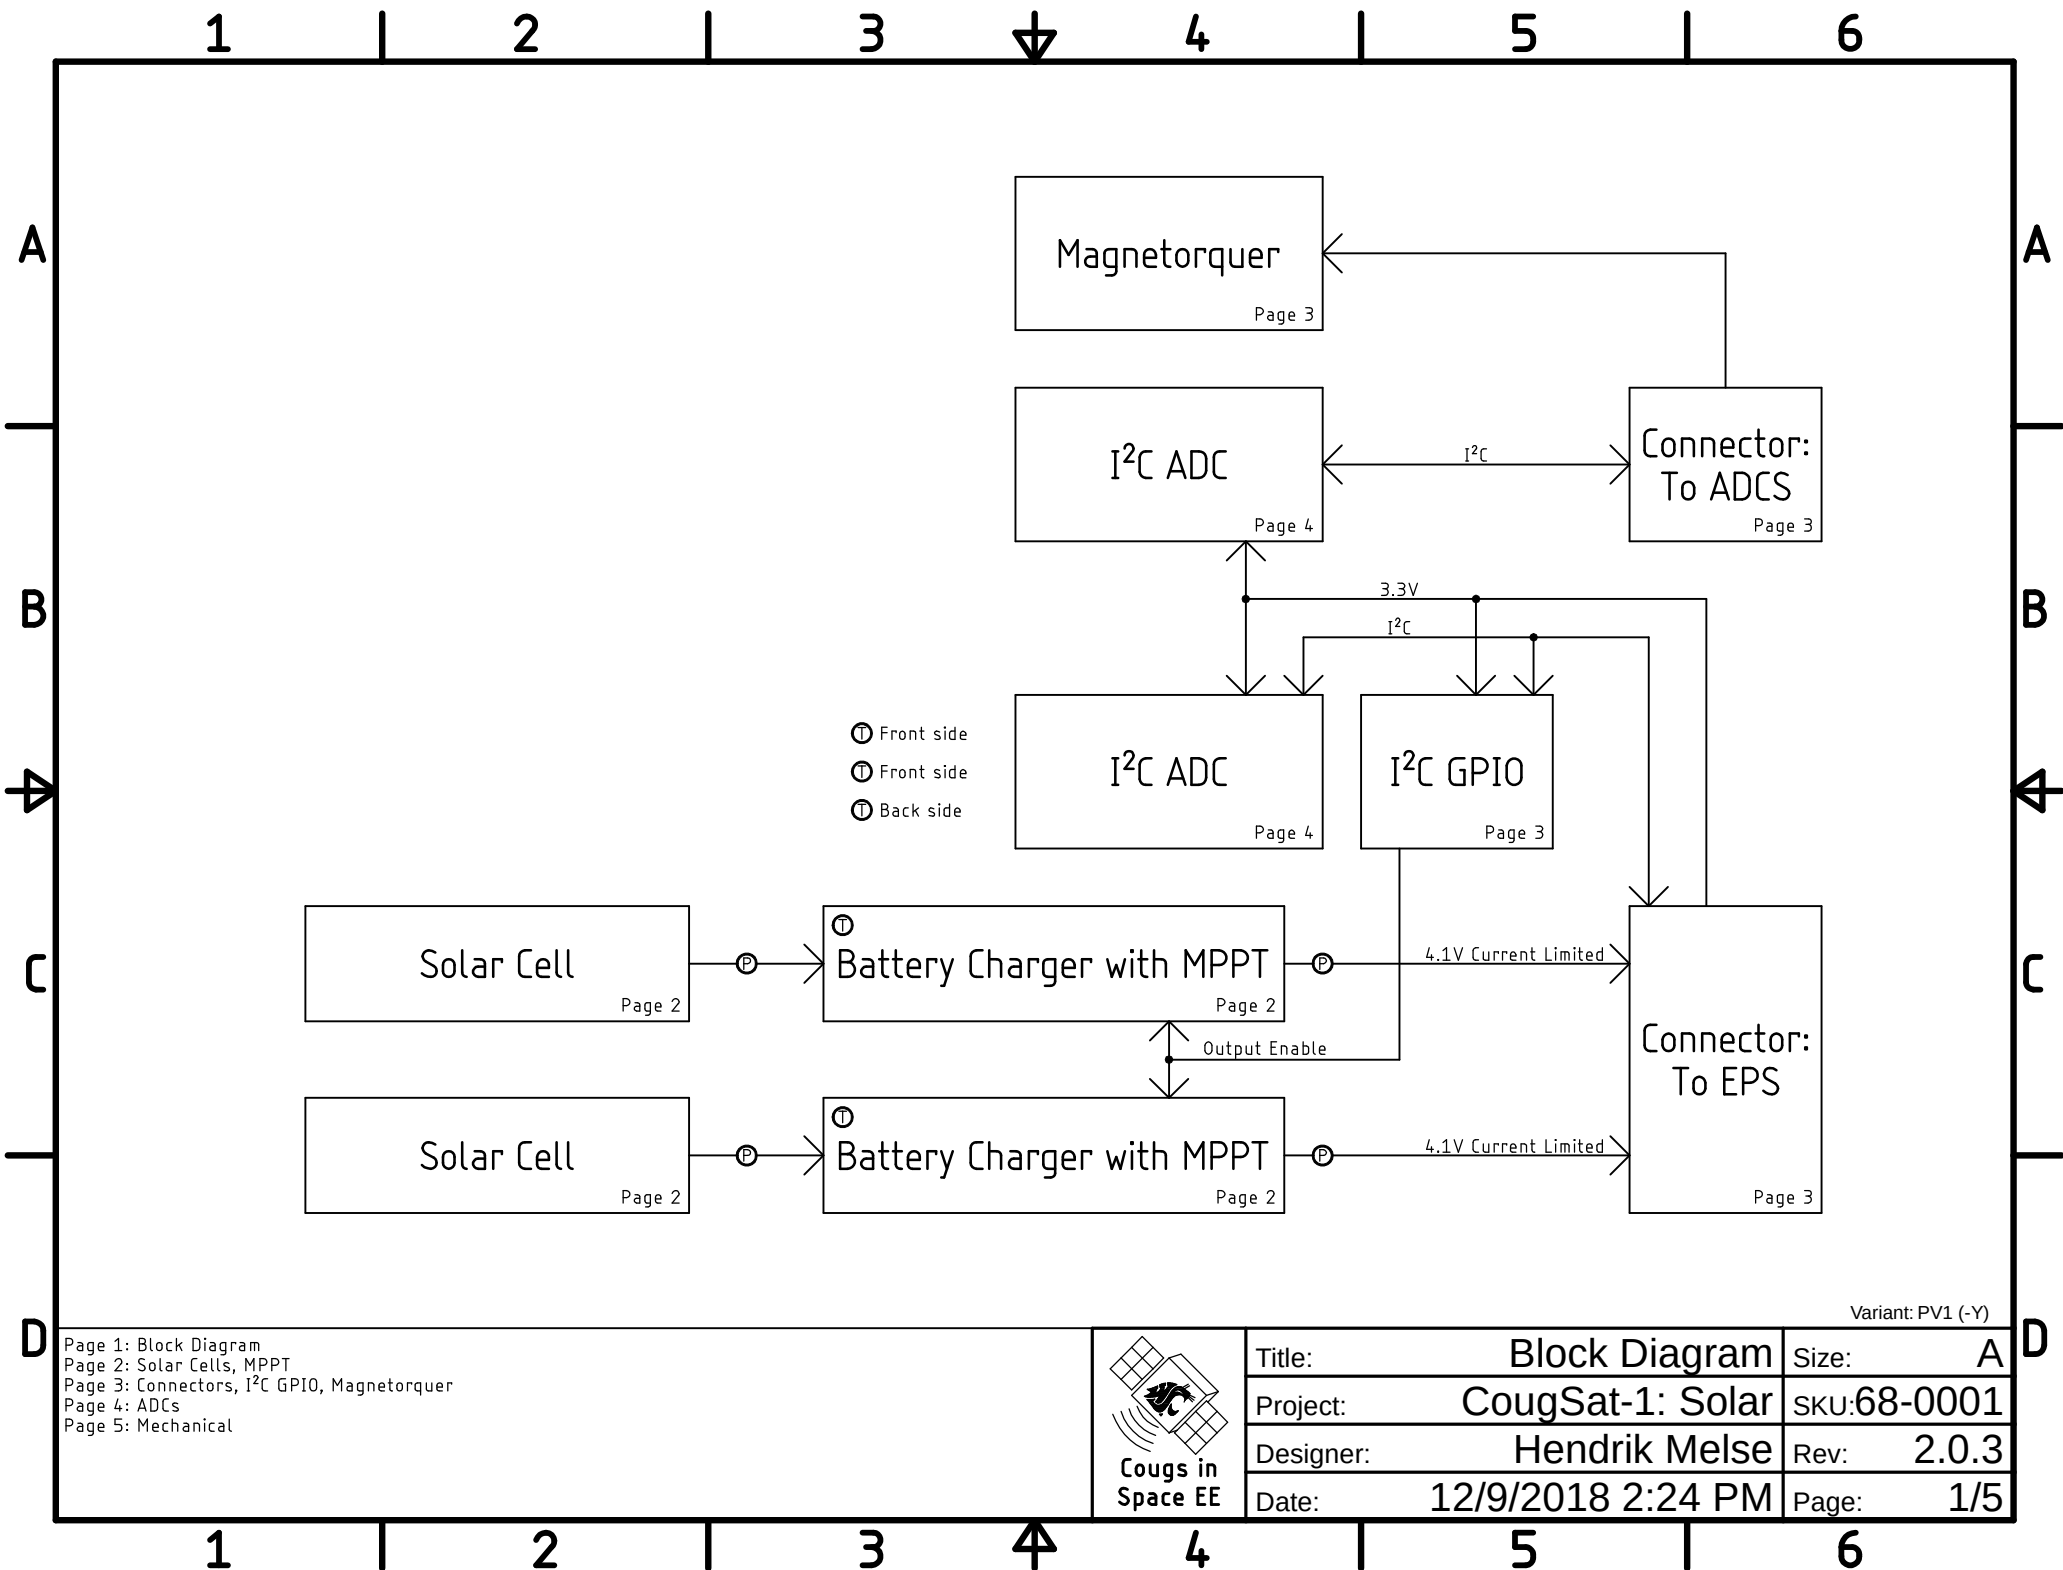 1 2 3 4 5 6
A A
Magnetorquer
Page 3
I²C ADC
Page 4
I²C
Connector:
To ADCS
Page 3
B B
3.3V
I²C
T Front side
T Front side
T Back side
I²C ADC
Page 4
I²C GPIO
Page 3
C C
Solar Cell
Page 2
P
T
Battery Charger with MPPT
Page 2
P
4.1V Current Limited
Output Enable
Connector:
To EPS
Page 3
Solar Cell
Page 2
P
T
Battery Charger with MPPT
Page 2
P
4.1V Current Limited
Variant: PV1 (-Y)
D D
Page 1: Block Diagram
Page 2: Solar Cells, MPPT
Page 3: Connectors, I²C GPIO, Magnetorquer
Page 4: ADCs
Page 5: Mechanical
Cougs in
Space EE
Title: Block Diagram Size: A
Project: CougSat-1: Solar SKU:68-0001
Designer: Hendrik Melse Rev: 2.0.3
Date: 12/9/2018 2:24 PM Page: 1/5
1 2 3 4 5 6